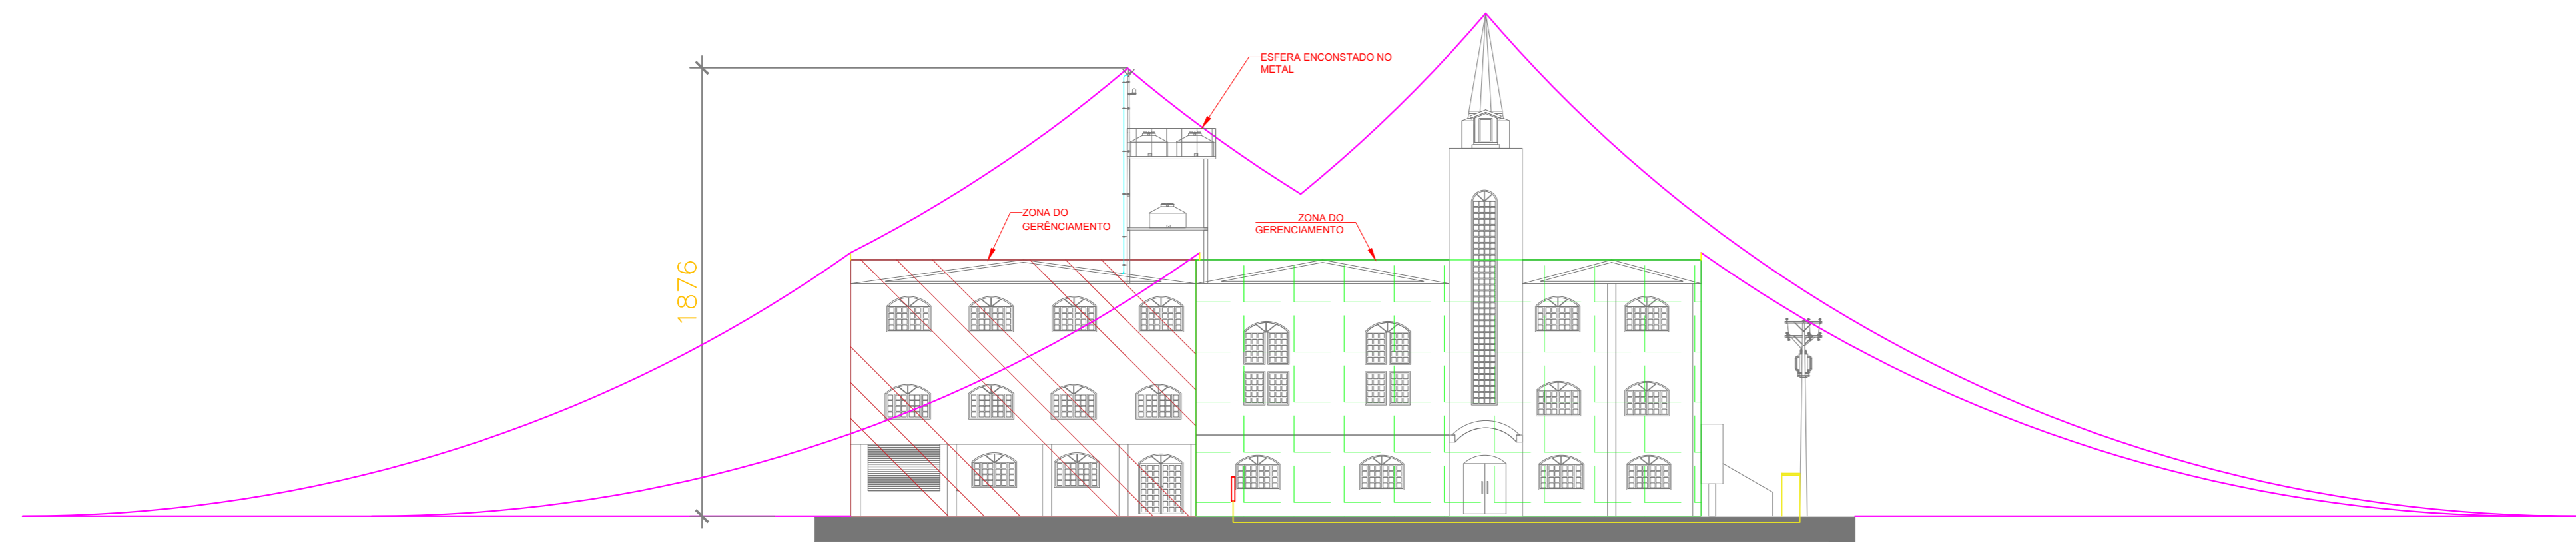 ESFERA ENCONSTADO NO
METAL
ZONA DO
GERÊNCIAMENTO
ZONA DO
GERENCIAMENTO
1876